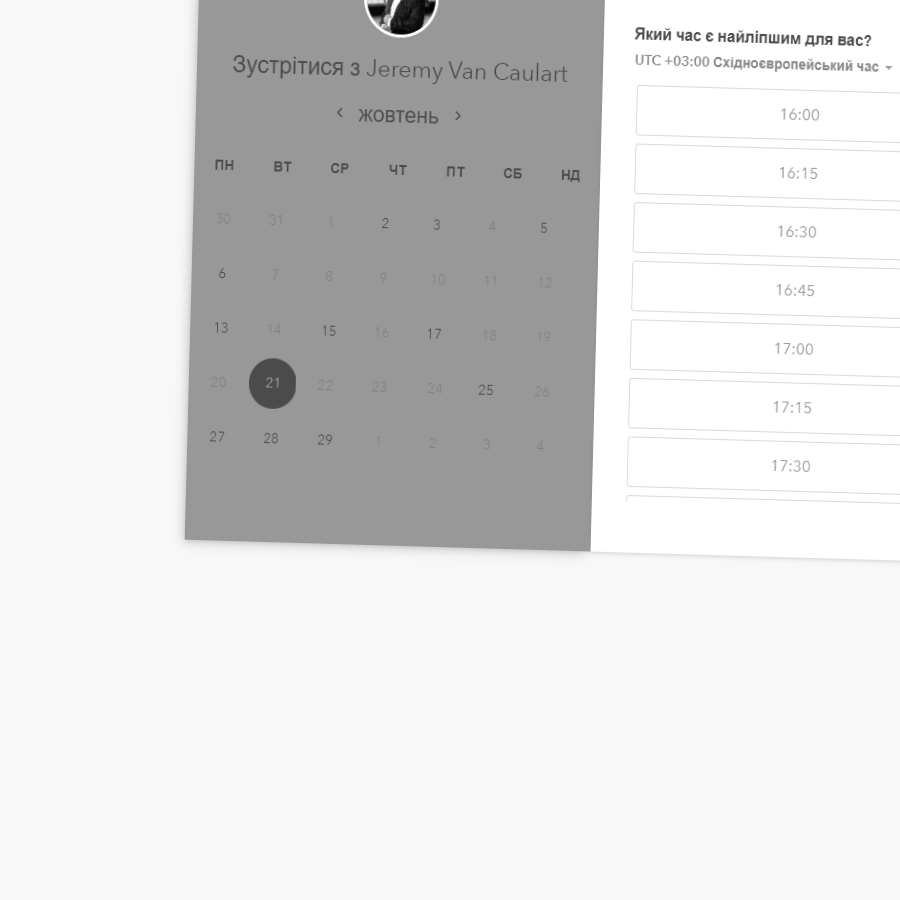 Зустрітися з Jeremy Van Caulart
‹ жовтень ›
ПН ВТ СР ЧТ ПТ СБ НД
30 31 1 2 3 4 5
6 7 8 9 10 11 12
13 14 15 16 17 18 19
20 21 22 23 24 25 26
27 28 29 1 2 3 4
Який час є найліпшим для вас?
UTC +03:00 Східноєвропейський час
16:00
16:15
16:30
16:45
17:00
17:15
17:30